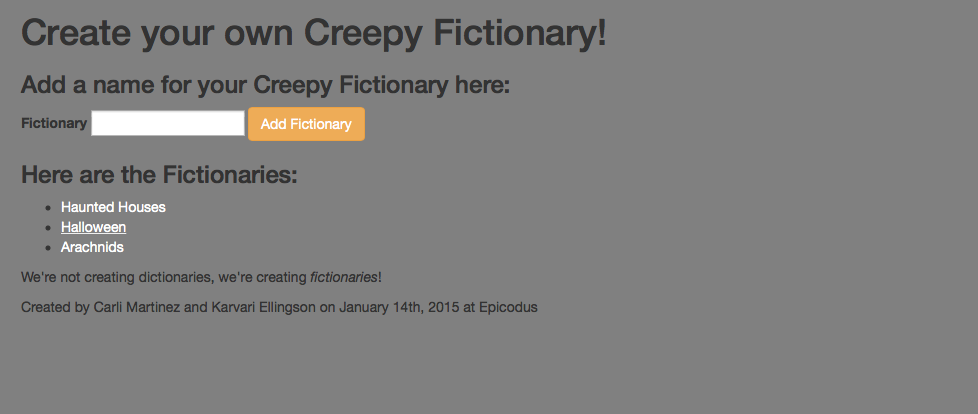 Create your own Creepy Fictionary!
Add a name for your Creepy Fictionary here:
Fictionary Add Fictionary
Here are the Fictionaries:
• Haunted Houses
• Halloween
• Arachnids
We're not creating dictionaries, we're creating fictionaries!
Created by Carli Martinez and Karvari Ellingson on January 14th, 2015 at Epicodus